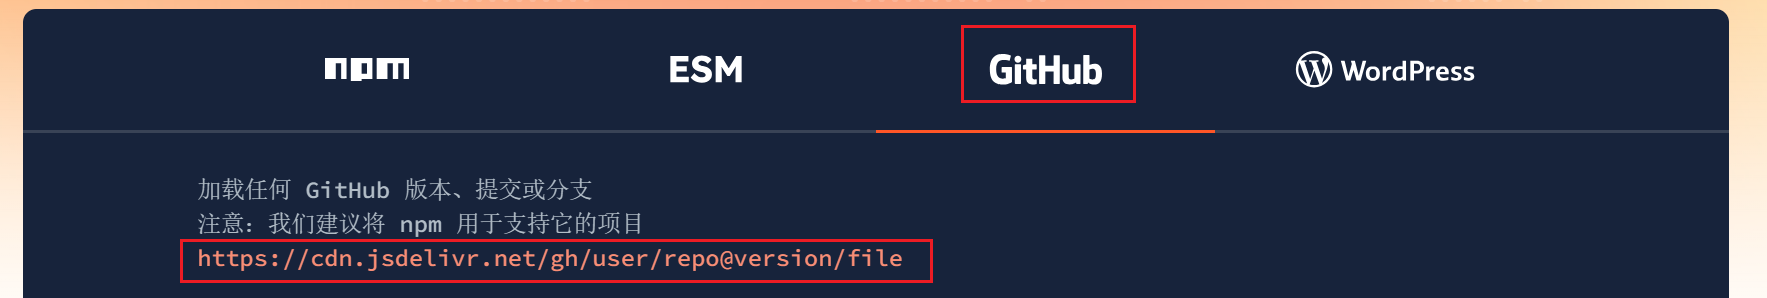 npm
ESM
GitHub
WordPress
加载任何 GitHub 版本、提交或分支
注意：我们建议将 npm 用于支持它的项目
https://cdn.jsdelivr.net/gh/user/repo@version/file